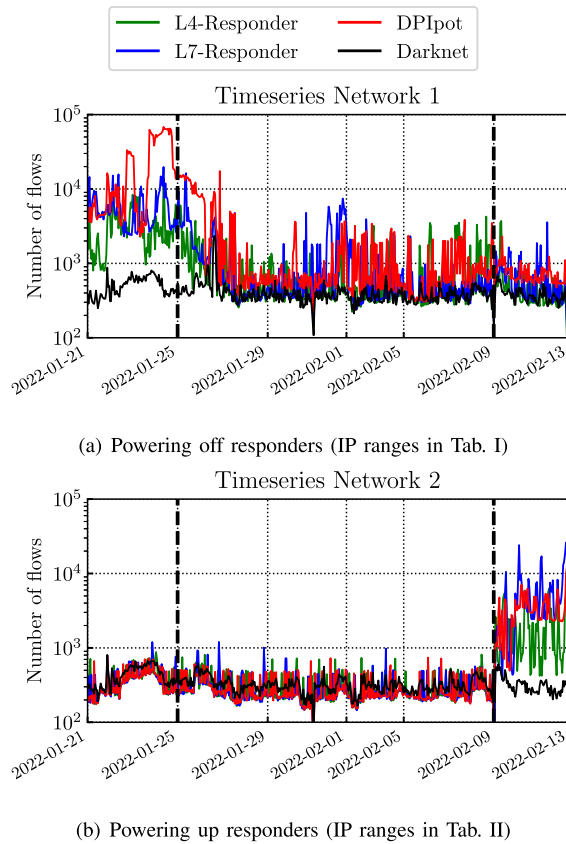 L4-Responder DPIpot
L7-Responder Darknet
Timeseries Network 1
Number of flows
10^5
10^4
10^3
10^2
2022-01-21
2022-01-25
2022-01-29
2022-02-01
2022-02-05
2022-02-09
2022-02-13
(a) Powering off responders (IP ranges in Tab. I)
Timeseries Network 2
Number of flows
10^5
10^4
10^3
10^2
2022-01-21
2022-01-25
2022-01-29
2022-02-01
2022-02-05
2022-02-09
2022-02-13
(b) Powering up responders (IP ranges in Tab. II)